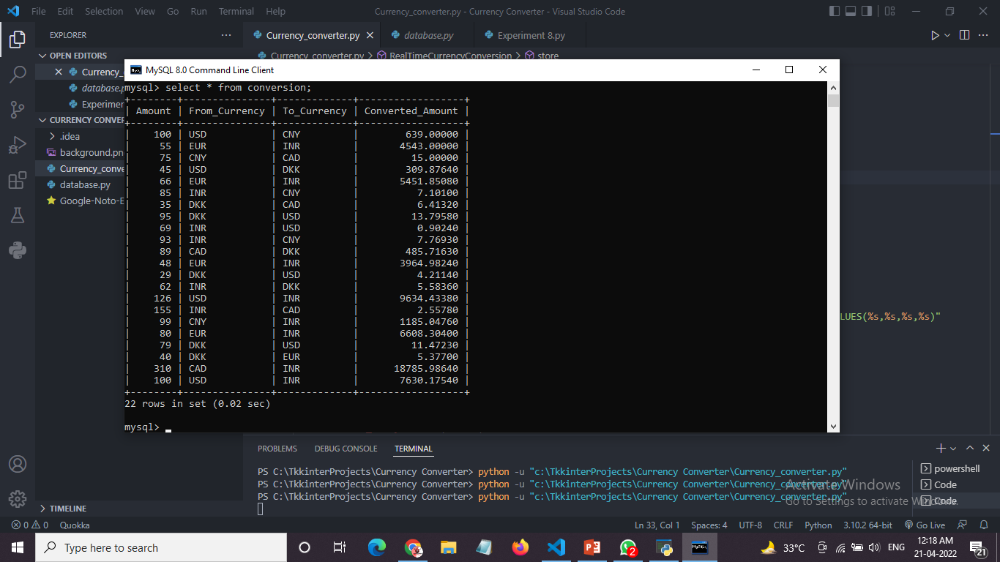 File Edit Selection View Go Run Terminal Help Currency_converter.py - Currency Converter - Visual Studio Code
EXPLORER
Currency_converter.py database.py Experiment 8.py
OPEN EDITORS
Currency_converter.py > RealTimeCurrencyConversion > store
Currency_
database.p
Experimen
CURRENCY CONVER
.idea
background.pn
Currency_conve
database.py
Google-Noto-E
MySQL 8.0 Command Line Client
mysql> select * from conversion;
+--------+---------------+-------------+------------------+
| Amount | From_Currency | To_Currency | Converted_Amount |
+--------+---------------+-------------+------------------+
| 100 | USD | CNY | 639.00000 |
| 55 | EUR | INR | 4543.00000 |
| 75 | CNY | CAD | 15.00000 |
| 45 | USD | DKK | 309.87640 |
| 66 | EUR | INR | 5451.85080 |
| 85 | INR | CNY | 7.10100 |
| 35 | DKK | CAD | 6.41320 |
| 95 | DKK | USD | 13.79580 |
| 69 | INR | USD | 0.90240 |
| 93 | INR | CNY | 7.76930 |
| 89 | CAD | DKK | 485.71630 |
| 48 | EUR | INR | 3964.98240 |
| 29 | DKK | USD | 4.21140 |
| 62 | INR | DKK | 5.58360 |
| 126 | USD | INR | 9634.43380 |
| 155 | INR | CAD | 2.55780 |
| 99 | CNY | INR | 1185.04760 |
| 80 | EUR | INR | 6608.30400 |
| 79 | DKK | USD | 11.47230 |
| 40 | DKK | EUR | 5.37700 |
| 310 | CAD | INR | 18785.98640 |
| 100 | USD | INR | 7630.17540 |
+--------+---------------+-------------+------------------+
22 rows in set (0.02 sec)
mysql>
LUES(%s,%s,%s,%s)"
PROBLEMS DEBUG CONSOLE TERMINAL
PS C:\TkkinterProjects\Currency Converter> python -u "c:\TkkinterProjects\Currency Converter\Currency_converter.py"
PS C:\TkkinterProjects\Currency Converter> python -u "c:\TkkinterProjects\Currency Converter\Currency_converter.py"
PS C:\TkkinterProjects\Currency Converter> python -u "c:\TkkinterProjects\Currency Converter\Currency_converter.py"
powershell
Code
Code
Activate Windows
Go to Settings to activate Windows.
TIMELINE
0 0 Quokka Ln 33, Col 1 Spaces: 4 UTF-8 CRLF Python 3.10.2 64-bit Go Live
Type here to search
MySQL
2
33°C ENG 12:18 AM
21-04-2022
21